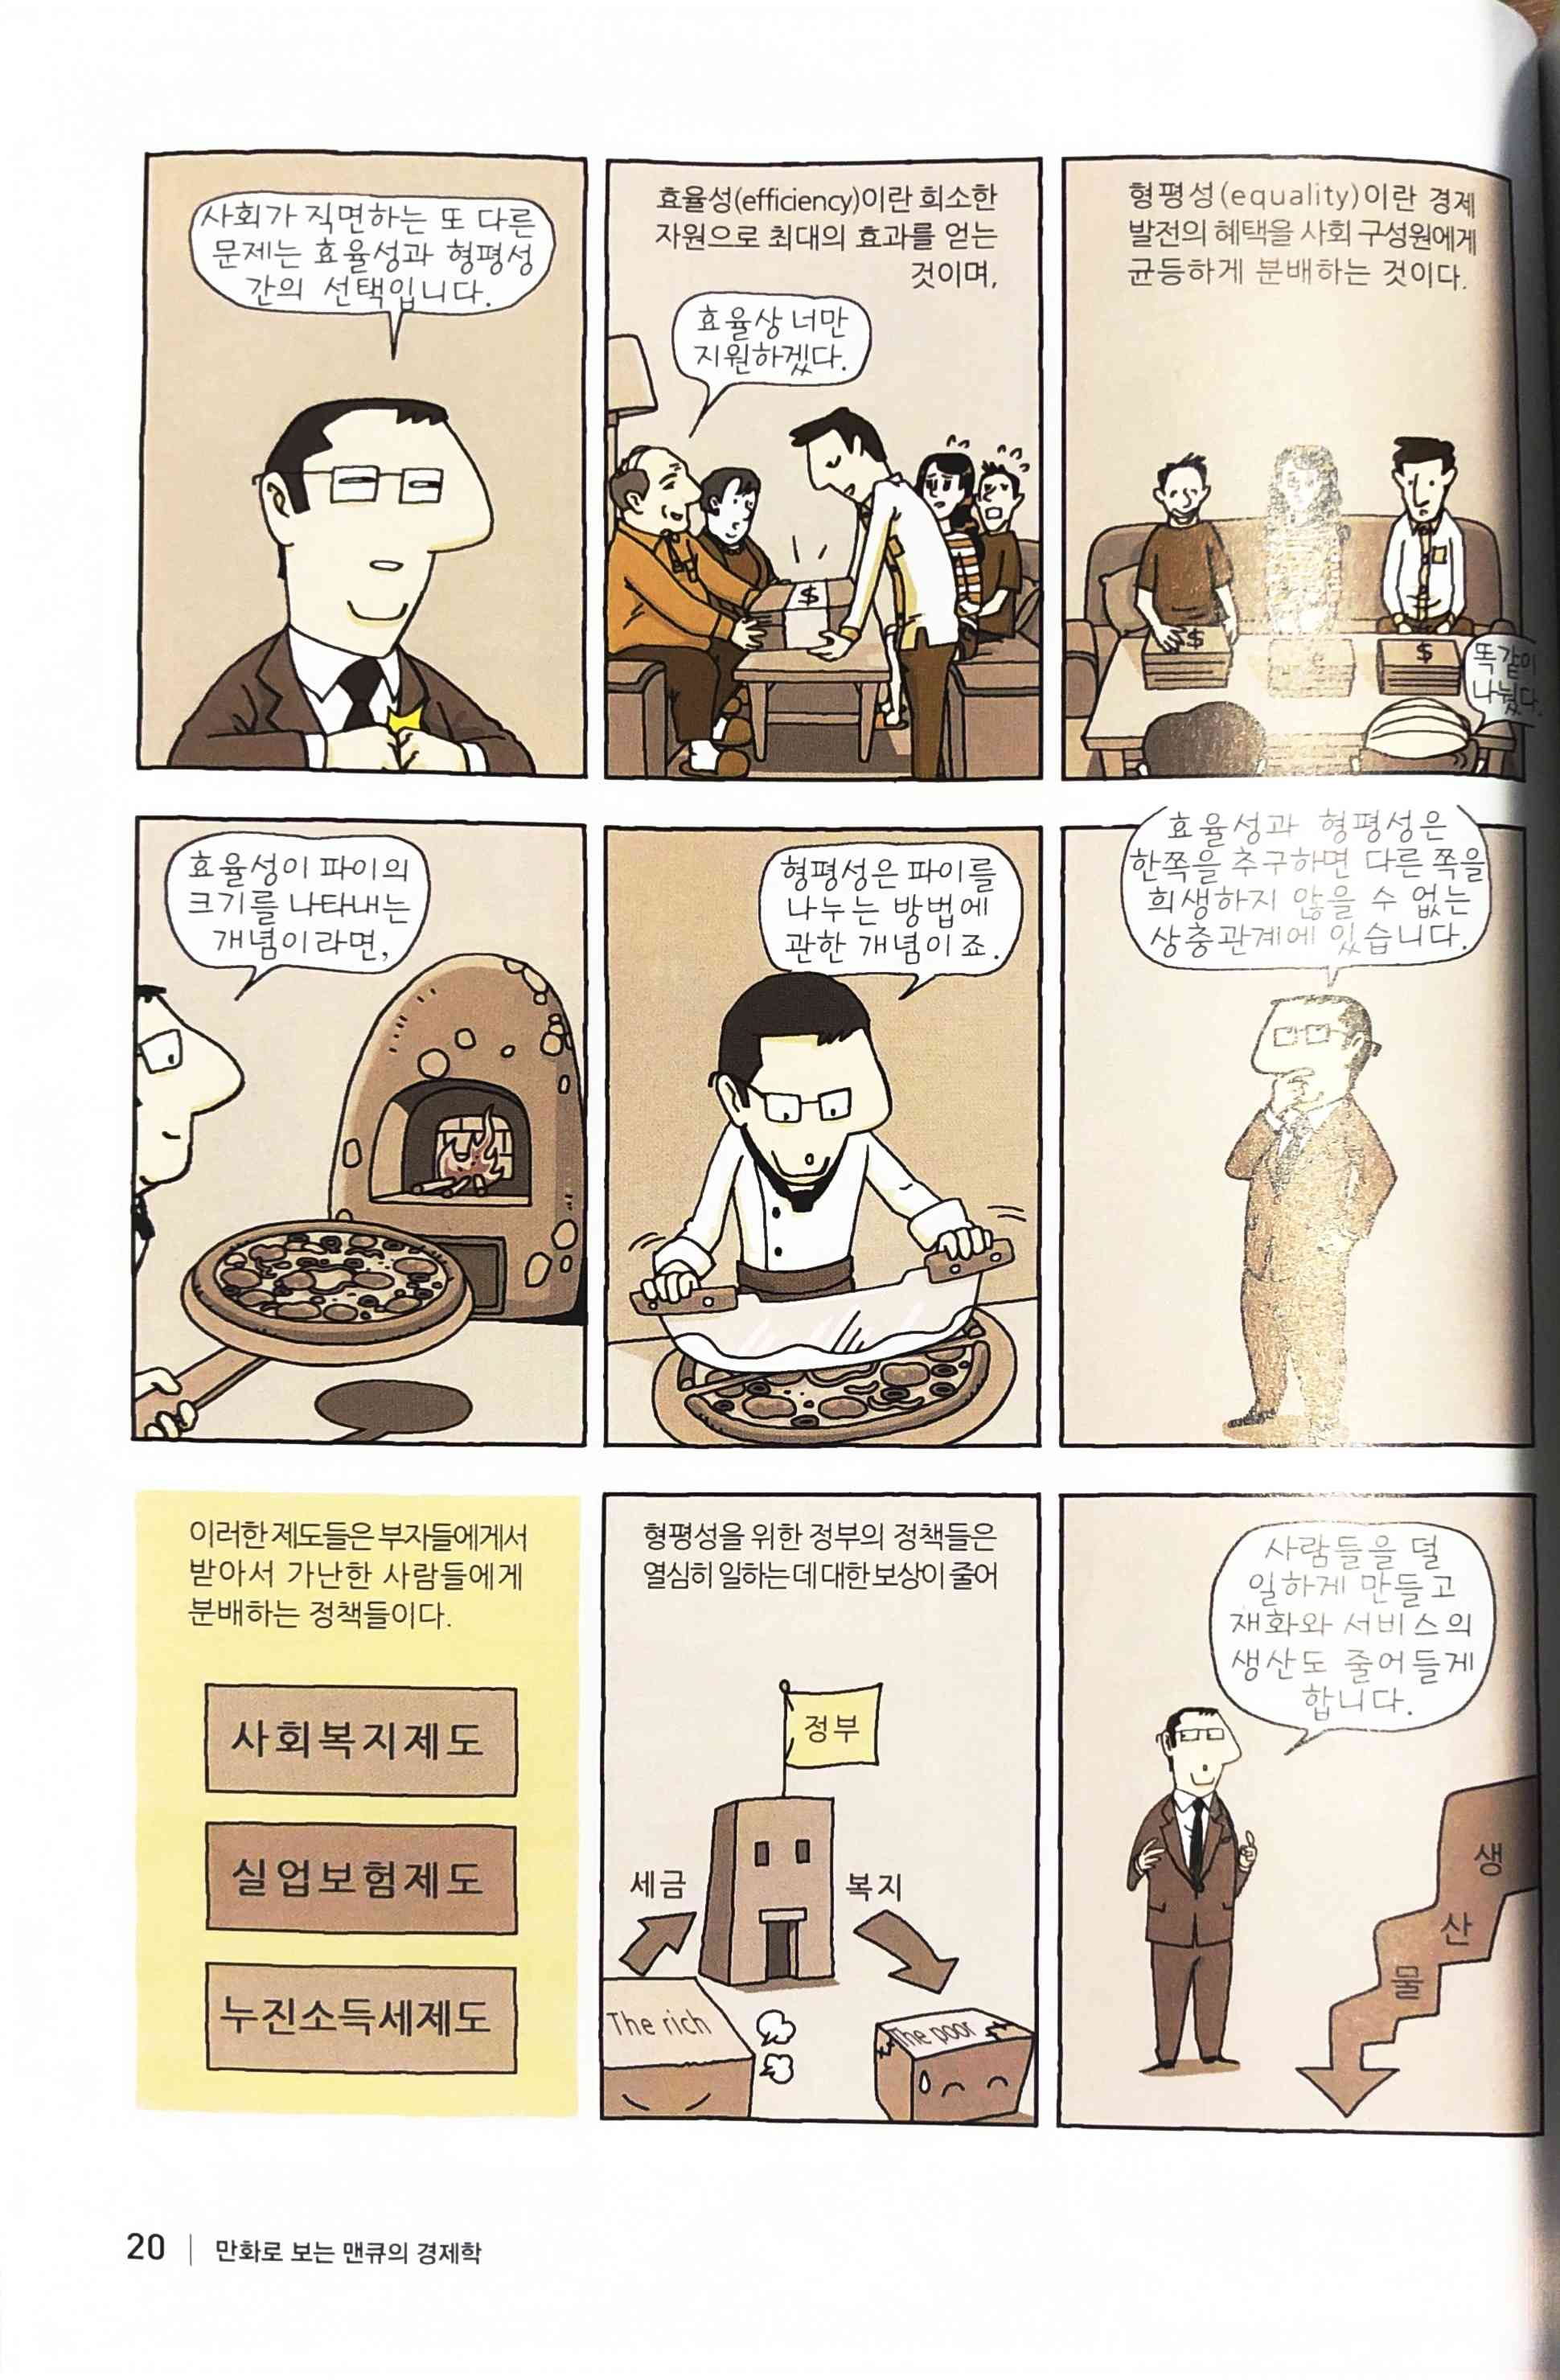 사회가 직면하는 또 다른
문제는 효율성과 형평성
간의 선택입니다.
효율성(efficiency)이란 희소한
자원으로 최대의 효과를 얻는
것이며,
효율상 너만
지원하겠다.
$
형평성(equality)이란 경제
발전의 혜택을 사회 구성원에게
균등하게 분배하는 것이다.
$
$
$
똑같이
나눴다.
효율성이 파이의
크기를 나타내는
개념이라면,
형평성은 파이를
나누는 방법에
관한 개념이죠.
효율성과 형평성은
한쪽을 추구하면 다른 쪽을
희생하지 않을 수 없는
상충관계에 있습니다.
이러한 제도들은 부자들에게서
받아서 가난한 사람들에게
분배하는 정책들이다.
사회복지제도
실업보험제도
누진소득세제도
형평성을 위한 정부의 정책들은
열심히 일하는 데 대한 보상이 줄어
정부
세금
복지
The rich
The poor
사람들을 덜
일하게 만들고
재화와 서비스의
생산도 줄어들게
합니다.
생
산
물
20 | 만화로 보는 맨큐의 경제학